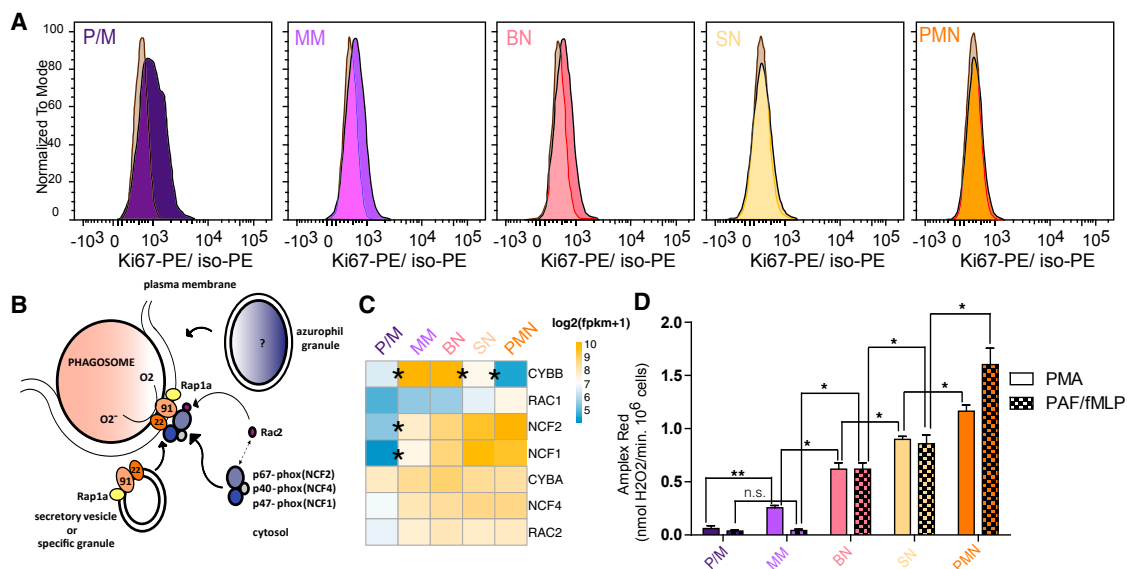 A
P/M
MM
BN
SN
PMN
Normalized To Mode
100
80
60
40
20
0
-10³ 0 10³ 10⁴ 10⁵
-10³ 0 10³ 10⁴ 10⁵
-10³ 0 10³ 10⁴ 10⁵
-10³ 0 10³ 10⁴ 10⁵
-10³ 0 10³ 10⁴ 10⁵
Ki67-PE/ iso-PE
Ki67-PE/ iso-PE
Ki67-PE/ iso-PE
Ki67-PE/ iso-PE
Ki67-PE/ iso-PE
B
plasma membrane
?
azurophil
granule
PHAGOSOME
O2
Rap1a
91
O2⁻
22
Rac2
22
91
Rap1a
p67-phox(NCF2)
p40-phox(NCF4)
p47-phox(NCF1)
secretory vesicle
or
specific granule
cytosol
C
log2(fpkm+1)
P/M
MM
BN
SN
PMN
10
9
8
7
6
5
4
* * * CYBB
RAC1
* NCF2
* NCF1
CYBA
NCF4
RAC2
D
Amplex Red
(nmol H2O2/min. 10⁶ cells)
2.0
1.5
1.0
0.5
0.0
**
n.s.
*
*
*
*
*
*
PMA
PAF/fMLP
P/M
MM
BN
SN
PMN